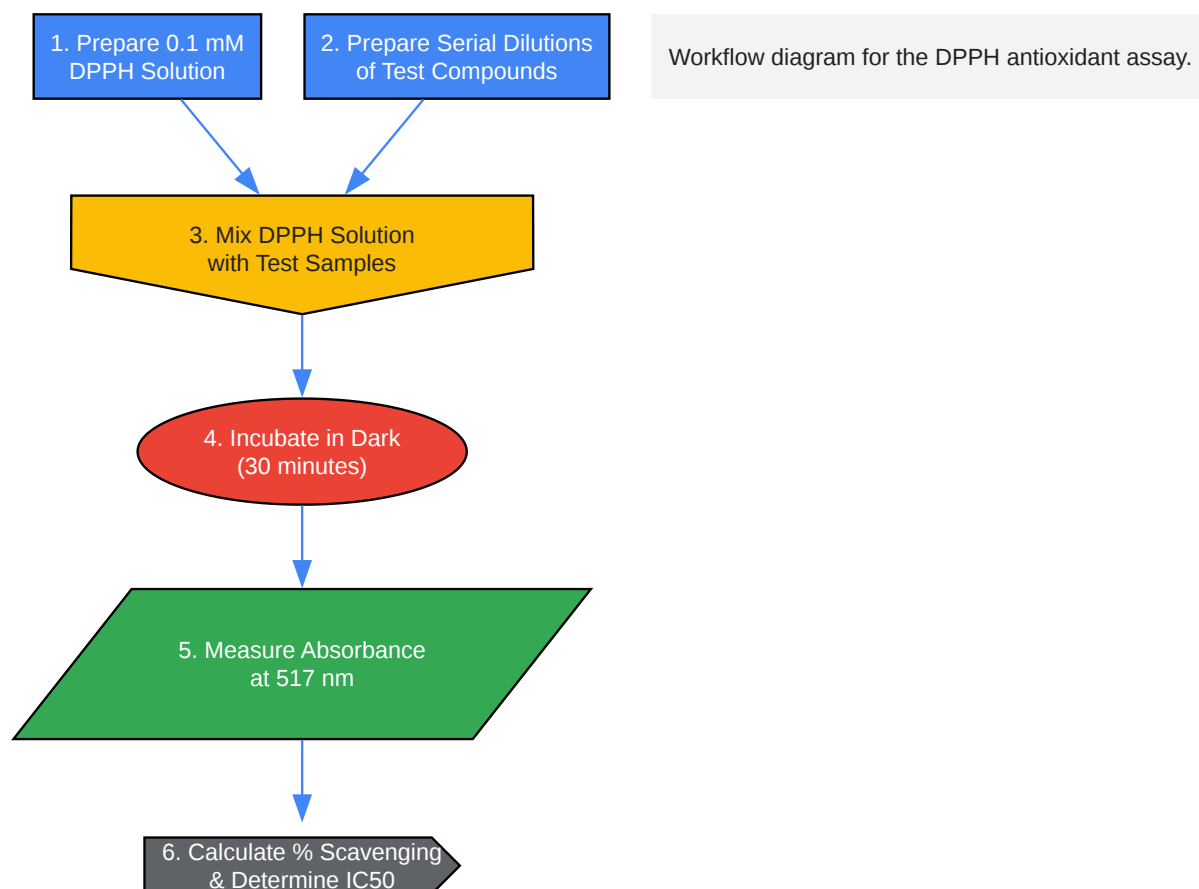 1. Prepare 0.1 mM
DPPH Solution
2. Prepare Serial Dilutions
of Test Compounds
Workflow diagram for the DPPH antioxidant assay.
3. Mix DPPH Solution
with Test Samples
4. Incubate in Dark
(30 minutes)
5. Measure Absorbance
at 517 nm
6. Calculate % Scavenging
& Determine IC50